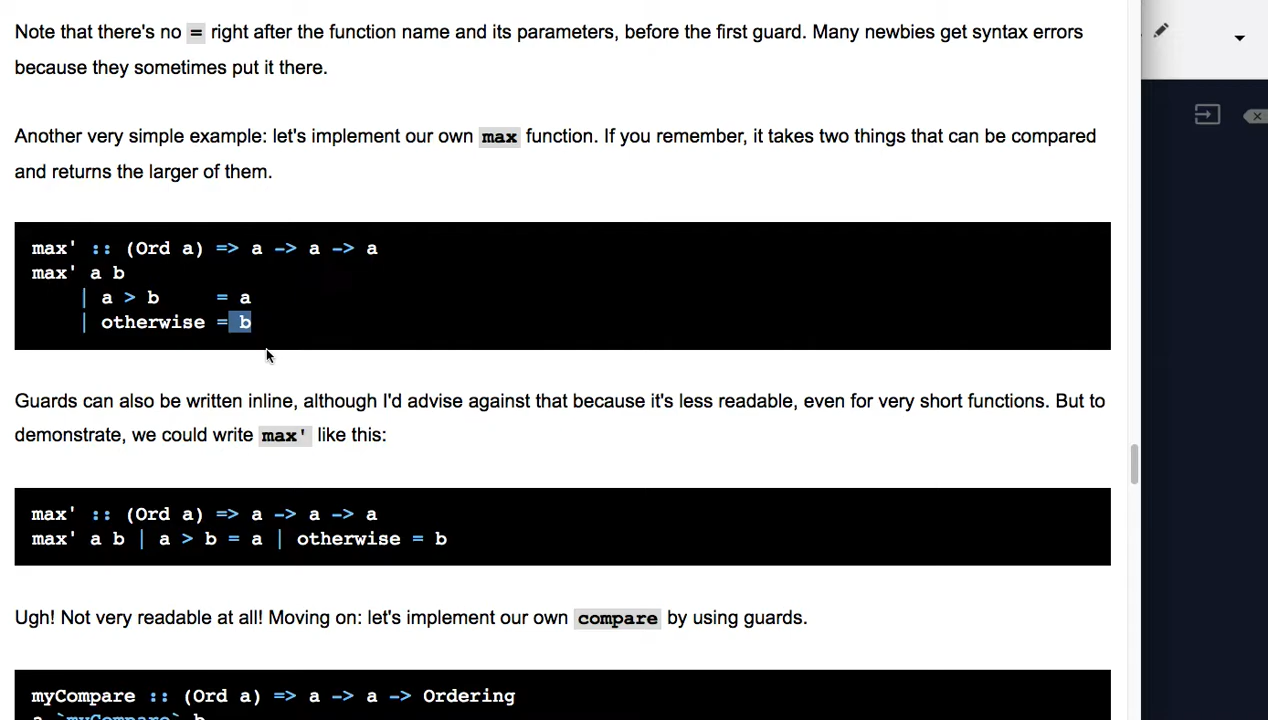 Note that there's no = right after the function name and its parameters, before the first guard. Many newbies get syntax errors
because they sometimes put it there.
Another very simple example: let's implement our own max function. If you remember, it takes two things that can be compared
and returns the larger of them.
max' :: (Ord a) => a -> a -> a
max' a b
    | a > b     = a
    | otherwise = b
Guards can also be written inline, although I'd advise against that because it's less readable, even for very short functions. But to
demonstrate, we could write max' like this:
max' :: (Ord a) => a -> a -> a
max' a b | a > b = a | otherwise = b
Ugh! Not very readable at all! Moving on: let's implement our own compare by using guards.
myCompare :: (Ord a) => a -> a -> Ordering
a `myCompare` b